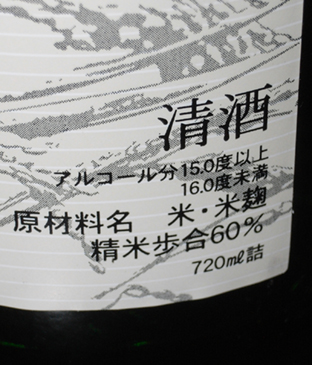 清酒
アルコール分15.0度以上
16.0度未満
原材料名 米・米麹
精米歩合60%
720ml詰